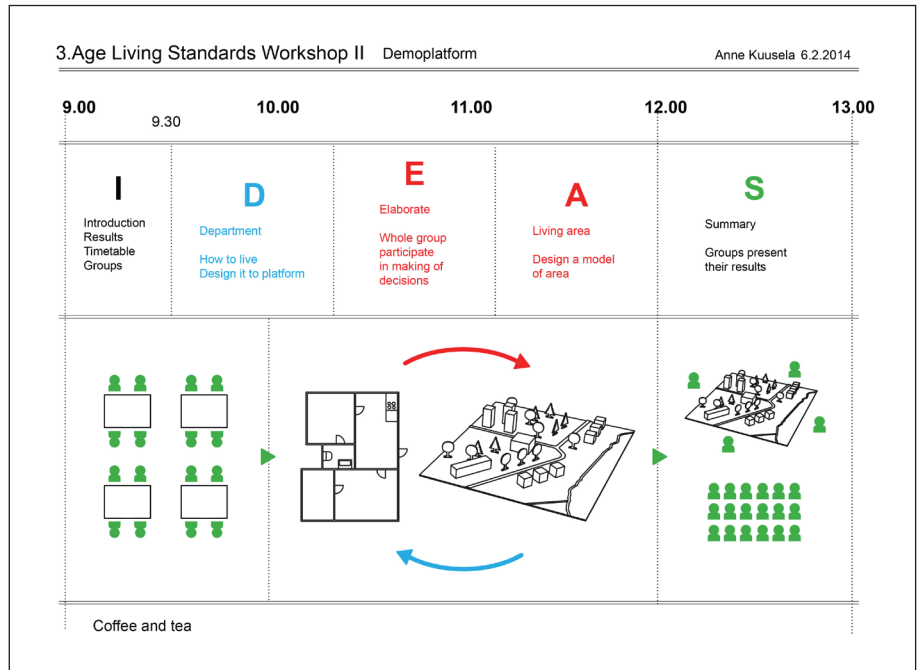 3.Age Living Standards Workshop II Demoplatform Anne Kuusela 6.2.2014
9.00 9.30 10.00 11.00 12.00 13.00
I
Introduction
Results
Timetable
Groups
D
Department
How to live
Design it to platform
E
Elaborate
Whole group
participate
in making of
decisions
A
Living area
Design a model
of area
S
Summary
Groups present
their results
Coffee and tea